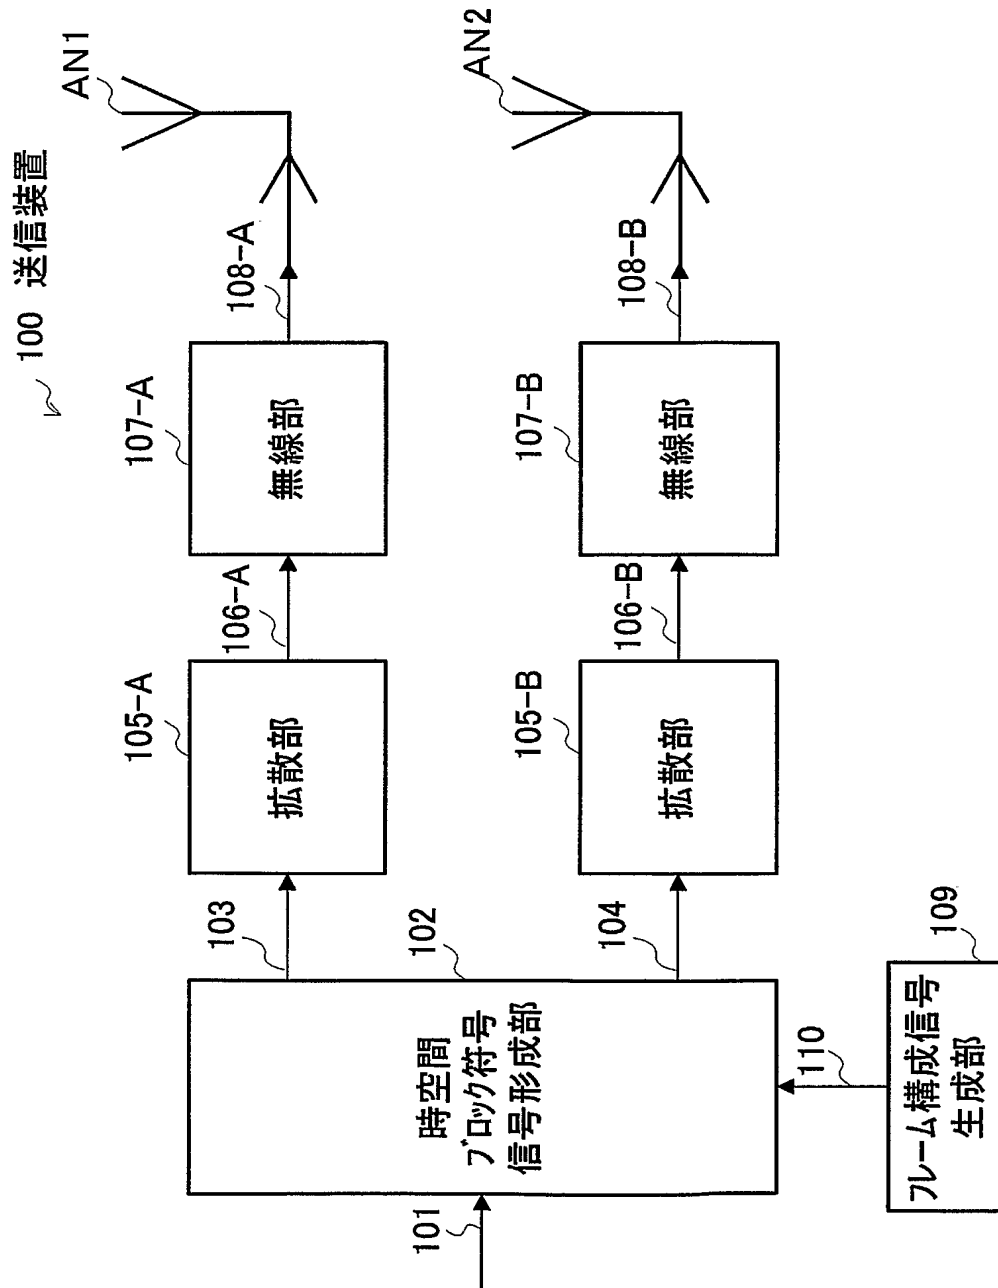 100 送信装置
AN1
108-A
107-A
無線部
106-A
105-A
拡散部
103
AN2
108-B
107-B
無線部
106-B
105-B
拡散部
104
102
時空間
ブロック符号
信号形成部
101
110
109
フレーム構成信号
生成部